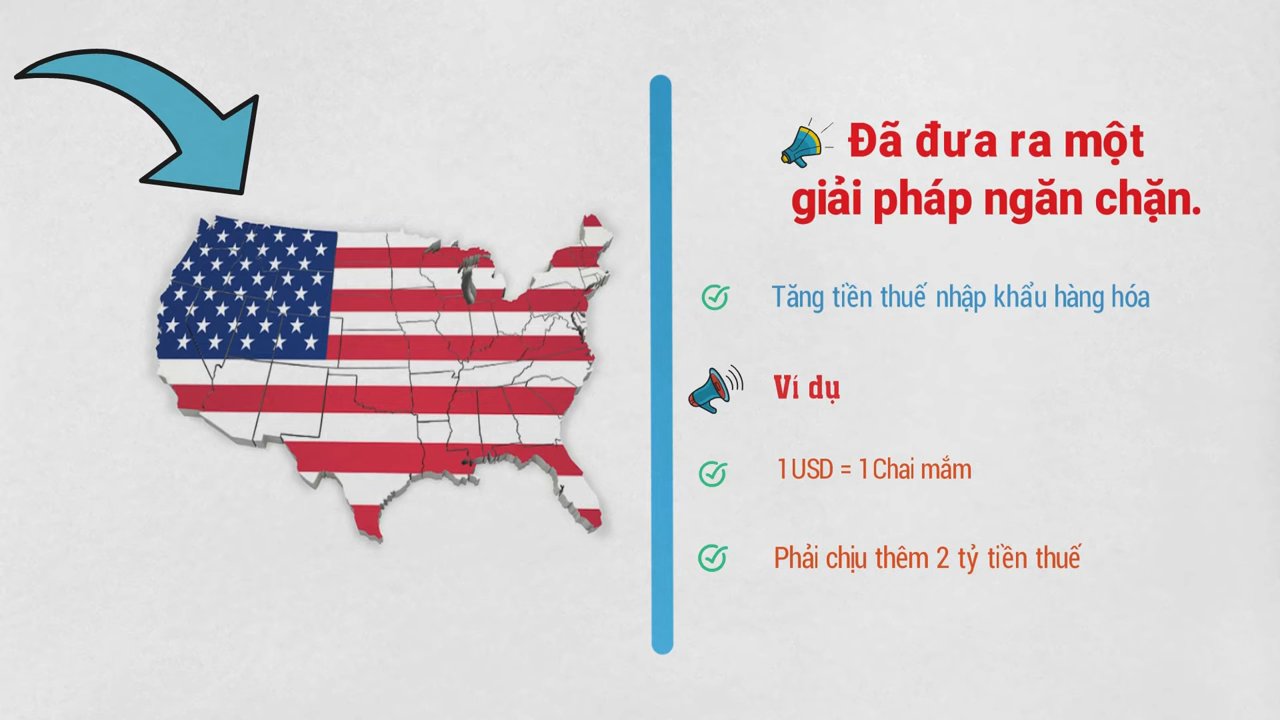 Đã đưa ra một
giải pháp ngăn chặn.
Tăng tiền thuế nhập khẩu hàng hóa
Ví dụ
1 USD = 1 Chai mắm
Phải chịu thêm 2 tỷ tiền thuế